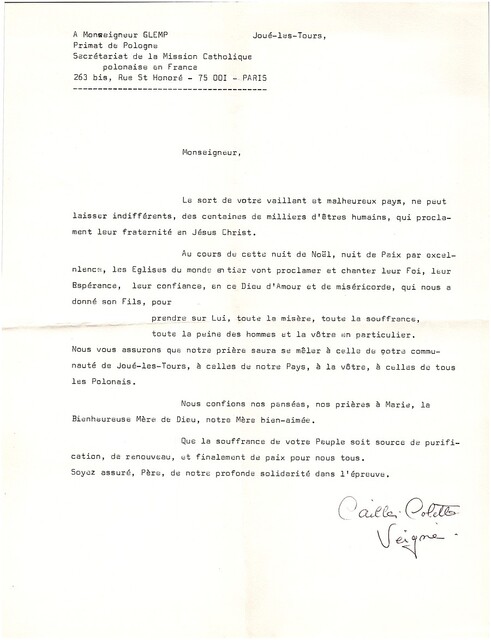 A Monseigneur GLEMP Joué-les-Tours,
Primat de Pologne
Secrétariat de la Mission Catholique
polonaise en France
263 bis, Rue St Honoré - 75 001 - PARIS
---------------------------------------
Monseigneur,
Le sort de votre vaillant et malheureux pays, ne peut
laisser indifférents, des centaines de milliers d'êtres humains, qui procla-
ment leur fraternité en Jésus Christ.
Au cours de cette nuit de Noël, nuit de Paix par excel-
nlence, les Eglises du monde entier vont proclamer et chanter leur Foi, leur
Espérance, leur confiance, en ce Dieu d'Amour et de miséricorde, qui nous a
donné son Fils, pour
prendre sur Lui, toute la misère, toute la souffrance,
toute la peine des hommes et la vôtre en particulier.
Nous vous assurons que notre prière saura se mêler à celle de notre commu-
nauté de Joué-les-Tours, à celles de notre Pays, à la vôtre, à celles de tous
les Polonais.
Nous confions nos pensées, nos prières à Marie, la
Bienheureuse Mère de Dieu, notre Mère bien-aimée.
Que la souffrance de votre Peuple soit source de purifi-
cation, de renouveau, et finalement de paix pour nous tous.
Soyez assuré, Père, de notre profonde solidarité dans l'épreuve.
Colette
Veigné.